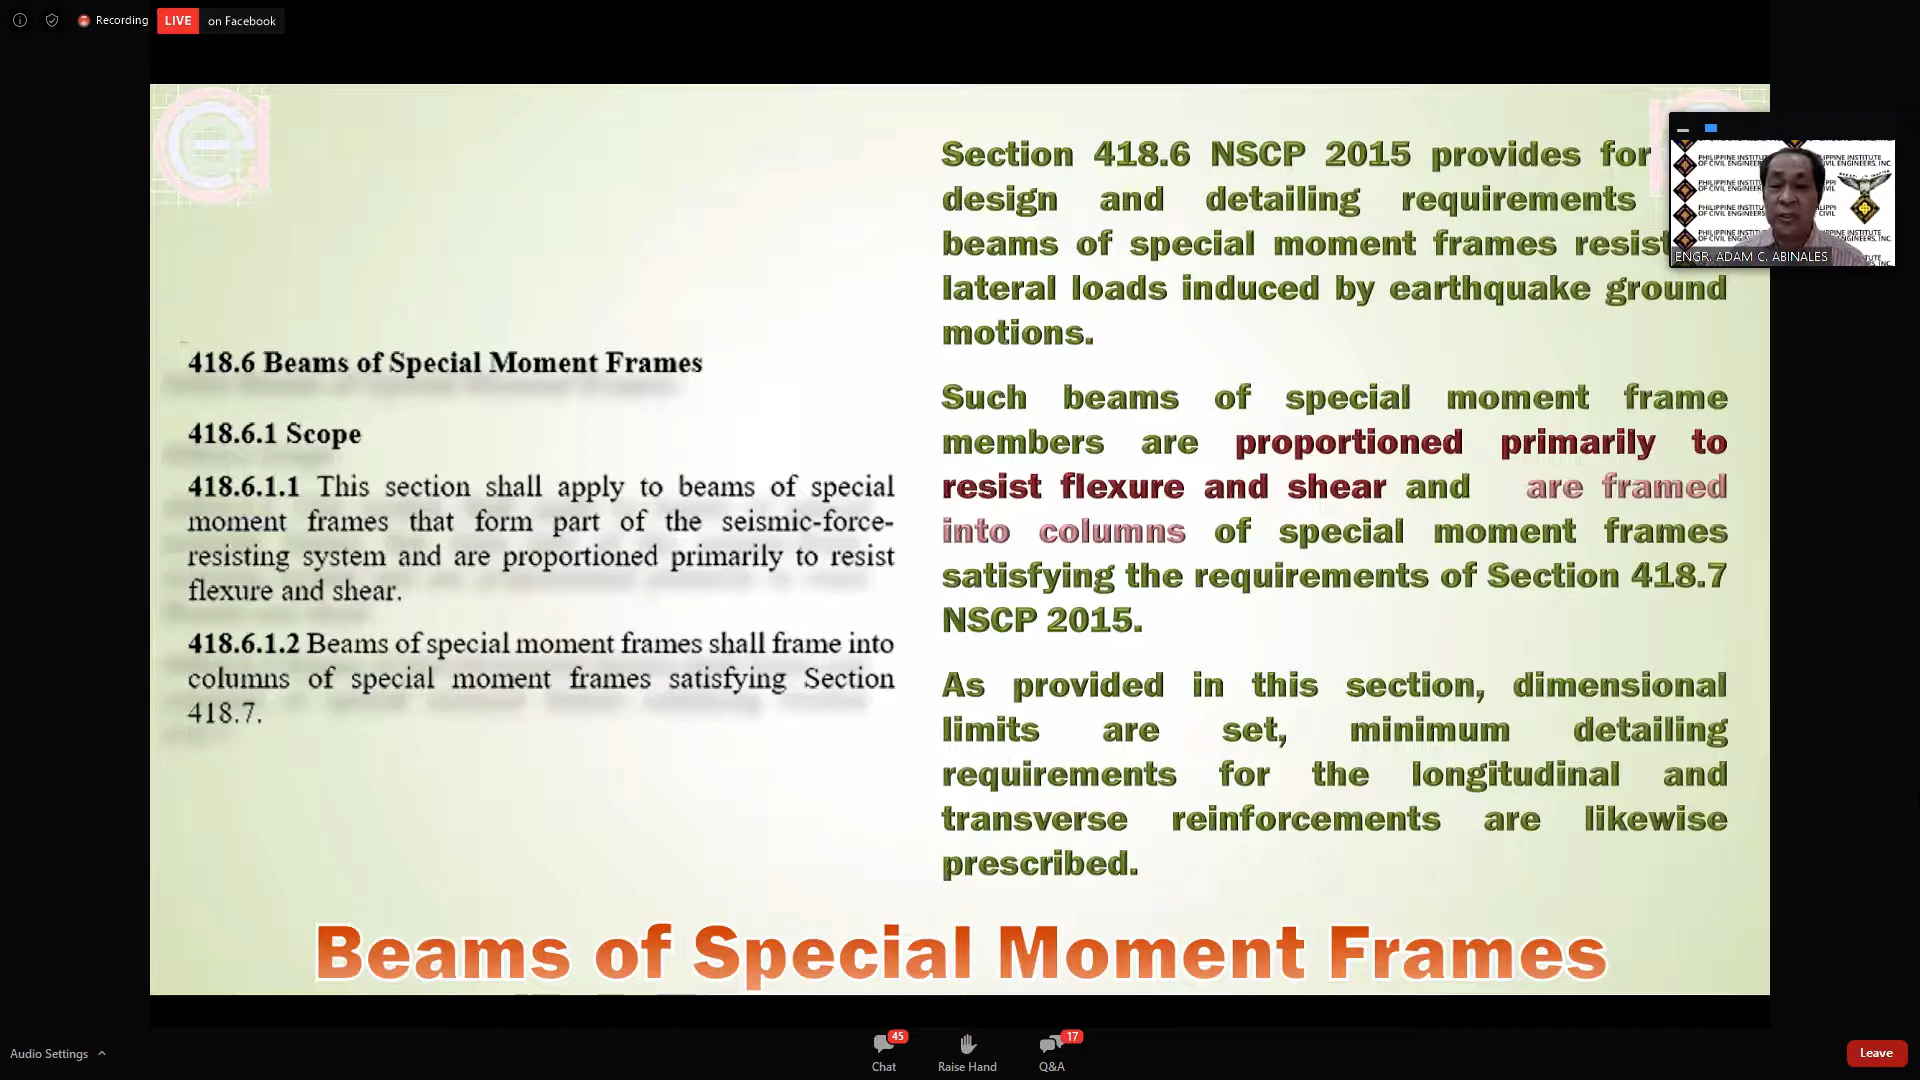 Recording LIVE on Facebook
418.6 Beams of Special Moment Frames
418.6.1 Scope
418.6.1.1 This section shall apply to beams of special
moment frames that form part of the seismic-force-
resisting system and are proportioned primarily to resist
flexure and shear.
418.6.1.2 Beams of special moment frames shall frame into
columns of special moment frames satisfying Section
418.7.
Section 418.6 NSCP 2015 provides for
design and detailing requirements
beams of special moment frames
lateral loads induced by earthquake ground
motions.
Such beams of special moment frame
members are proportioned primarily to
resist flexure and shear and are framed
into columns of special moment frames
satisfying the requirements of Section 418.7
NSCP 2015.
As provided in this section, dimensional
limits are set, minimum detailing
requirements for the longitudinal and
transverse reinforcements are likewise
prescribed.
PHILIPPINE INSTITUTE
OF CIVIL ENGINEERS, INC.
ENGR. ADAM C. ABINALES
Beams of Special Moment Frames
Audio Settings
45
Chat
Raise Hand
17
Q&A
Leave